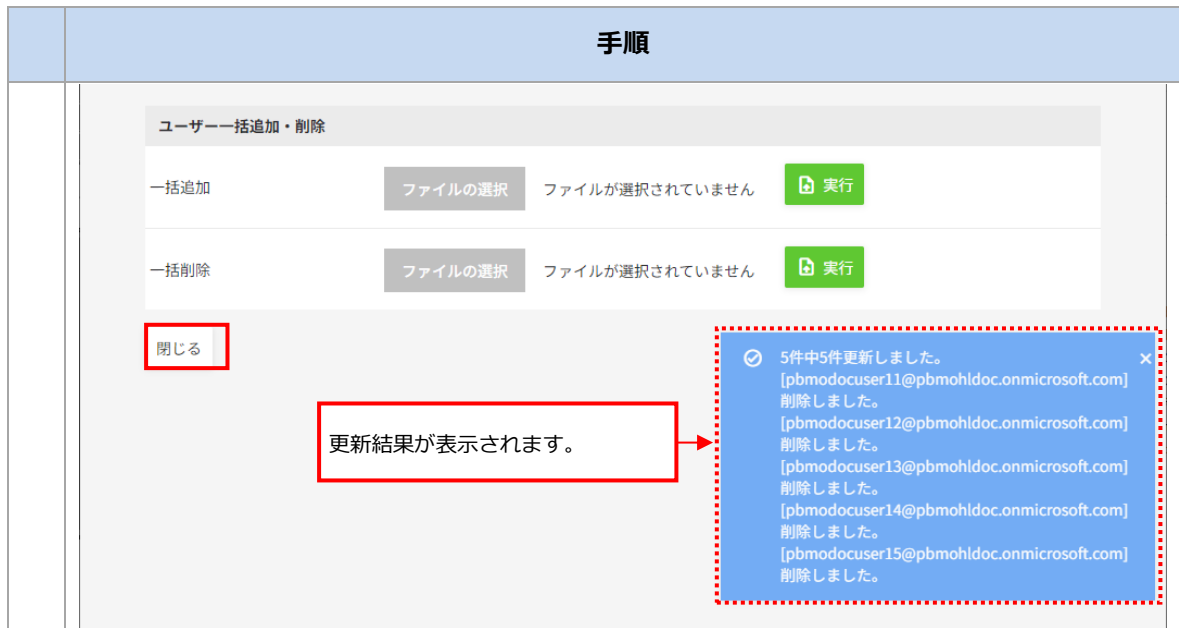 手順
ユーザー一括追加・削除
一括追加
ファイルの選択
ファイルが選択されていません
実行
一括削除
ファイルの選択
ファイルが選択されていません
実行
閉じる
更新結果が表示されます。
5件中5件更新しました。
[pbmodocuser11@pbmohldoc.onmicrosoft.com]
削除しました。
[pbmodocuser12@pbmohldoc.onmicrosoft.com]
削除しました。
[pbmodocuser13@pbmohldoc.onmicrosoft.com]
削除しました。
[pbmodocuser14@pbmohldoc.onmicrosoft.com]
削除しました。
[pbmodocuser15@pbmohldoc.onmicrosoft.com]
削除しました。